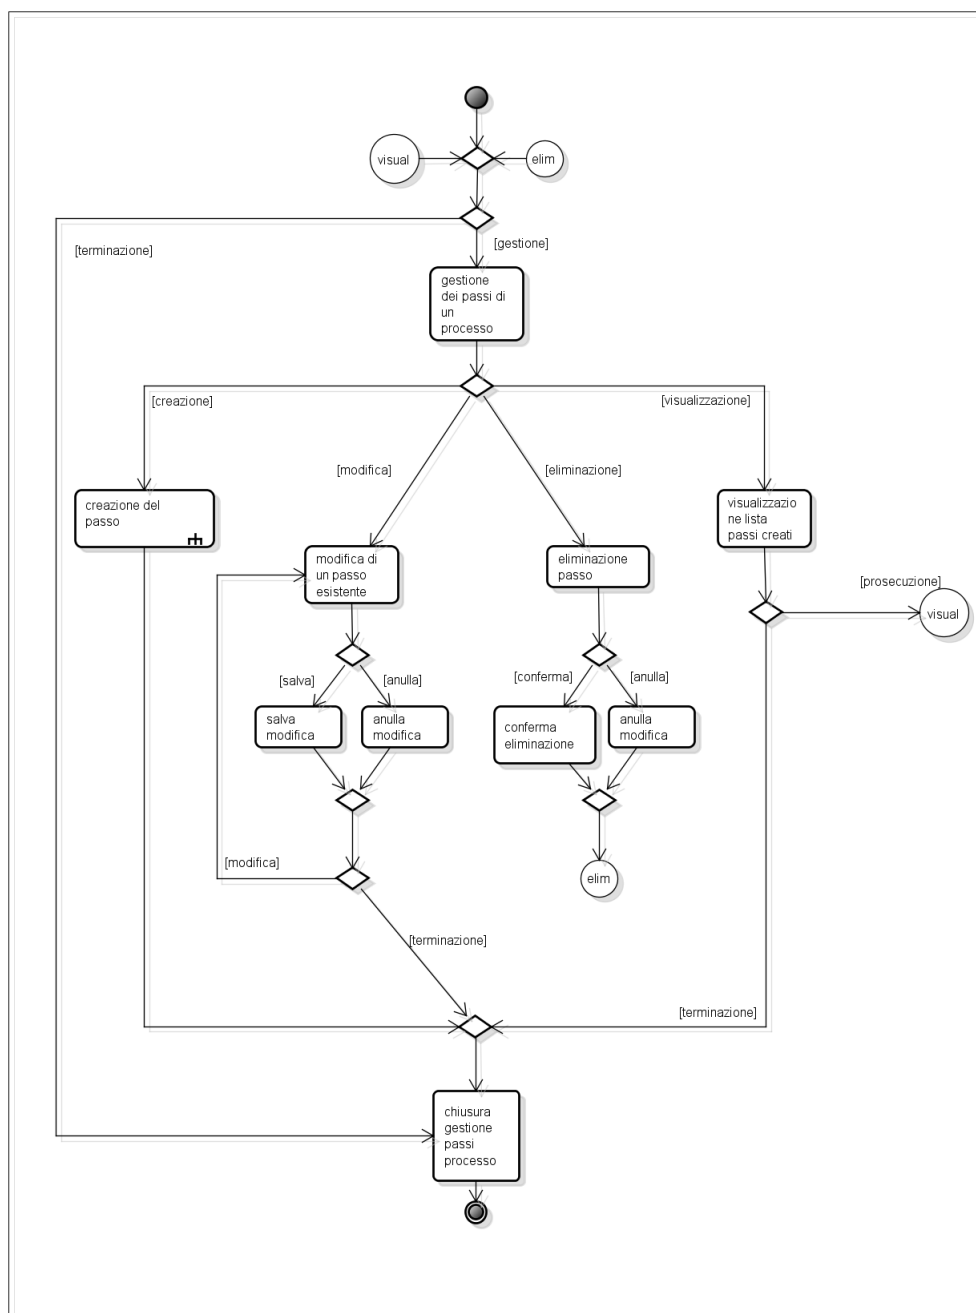 visual
elim
[terminazione]
[gestione]
gestione
dei passi di
un
processo
[creazione]
[visualizzazione]
[modifica]
[eliminazione]
creazione del
passo
visualizzazio
ne lista
passi creati
modifica di
un passo
esistente
eliminazione
passo
[prosecuzione]
visual
[salva]
[anulla]
[conferma]
[anulla]
salva
modifica
anulla
modifica
conferma
eliminazione
anulla
modifica
[modifica]
elim
[terminazione]
[terminazione]
chiusura
gestione
passi
processo